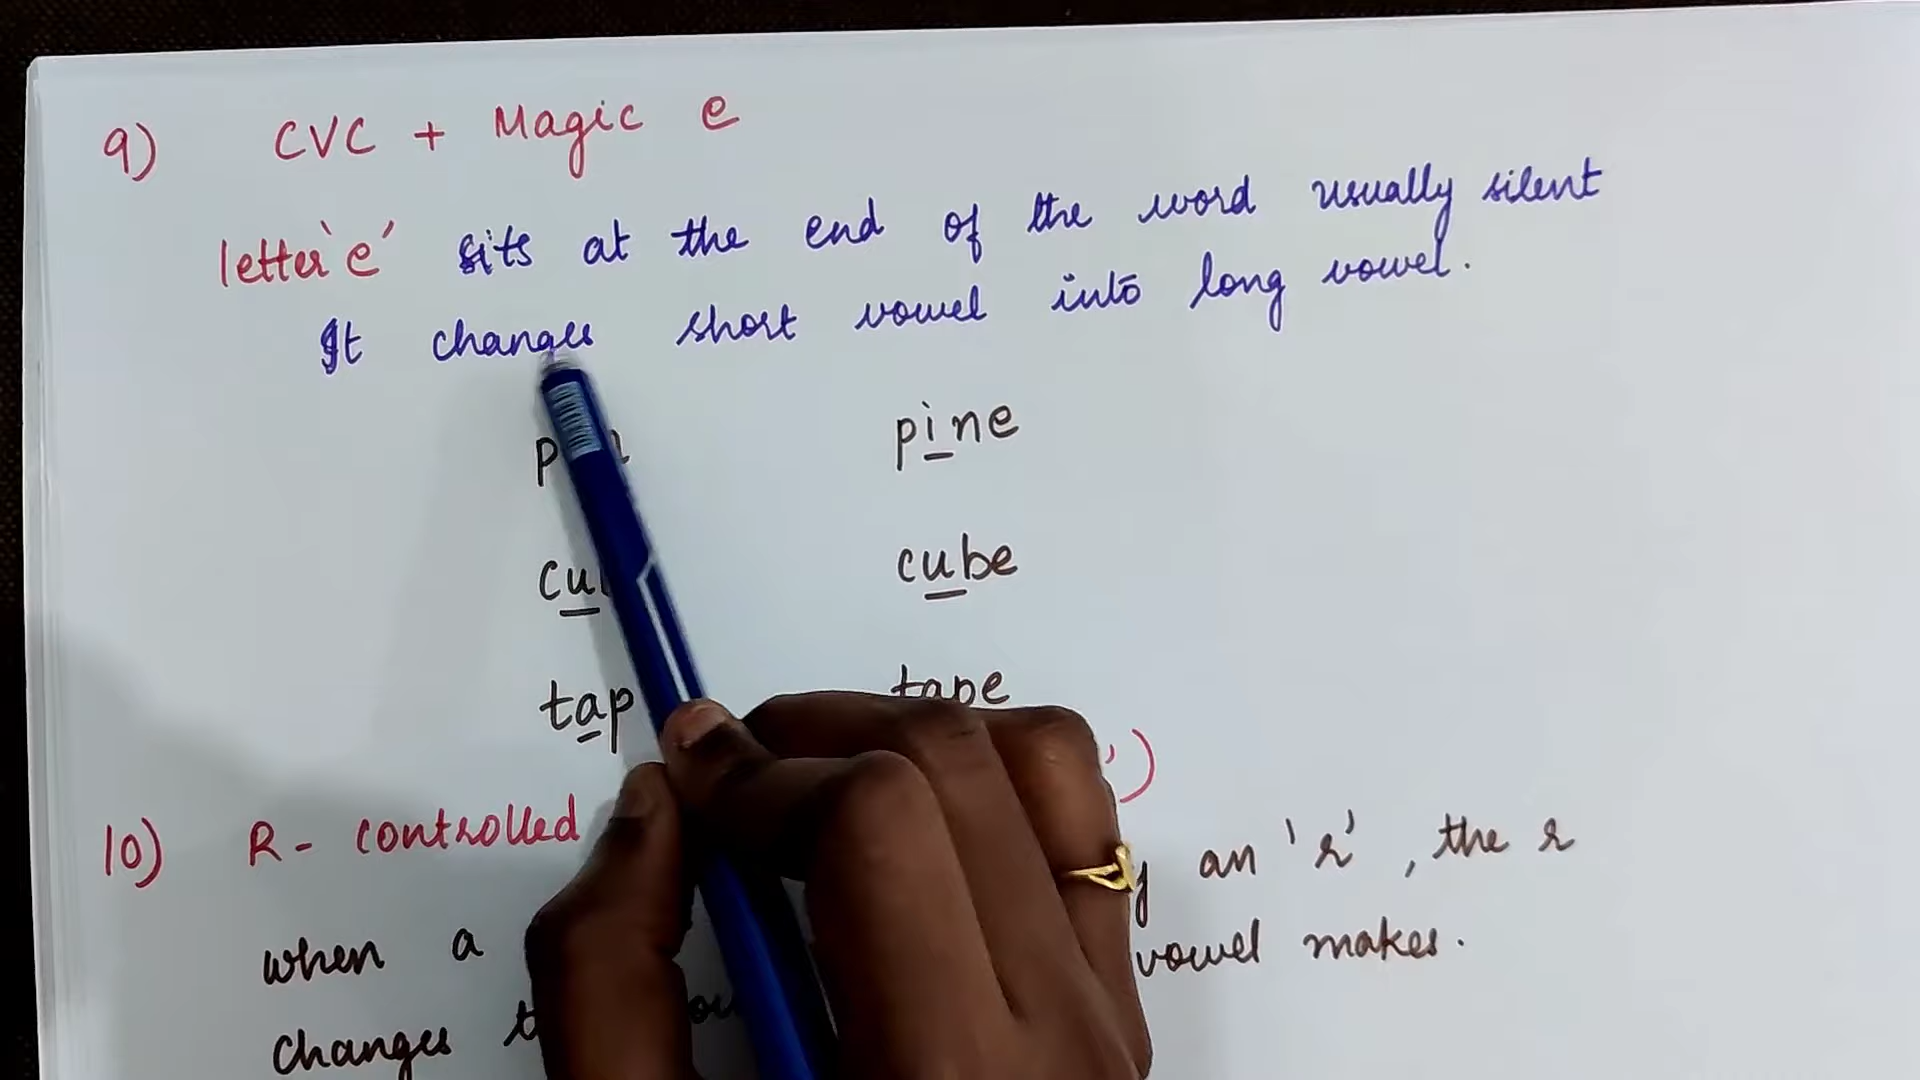 9) CVC + Magic e
letter 'e' sits at the end of the word usually silent
It changes short vowel into long vowel.
pine
cube
tap tape
10) R- controlled ')
when a an 'r', the r
changes vowel makes.